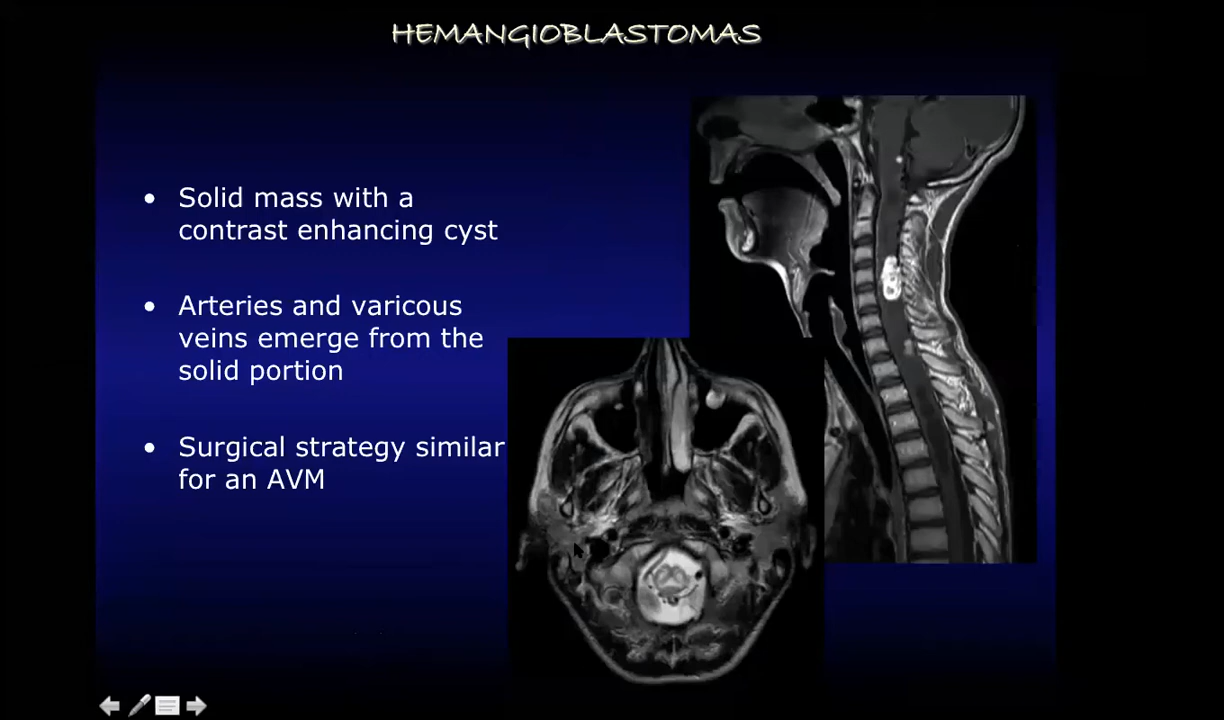 HEMANGIOBLASTOMAS
• Solid mass with a
contrast enhancing cyst
• Arteries and varicous
veins emerge from the
solid portion
• Surgical strategy similar
for an AVM